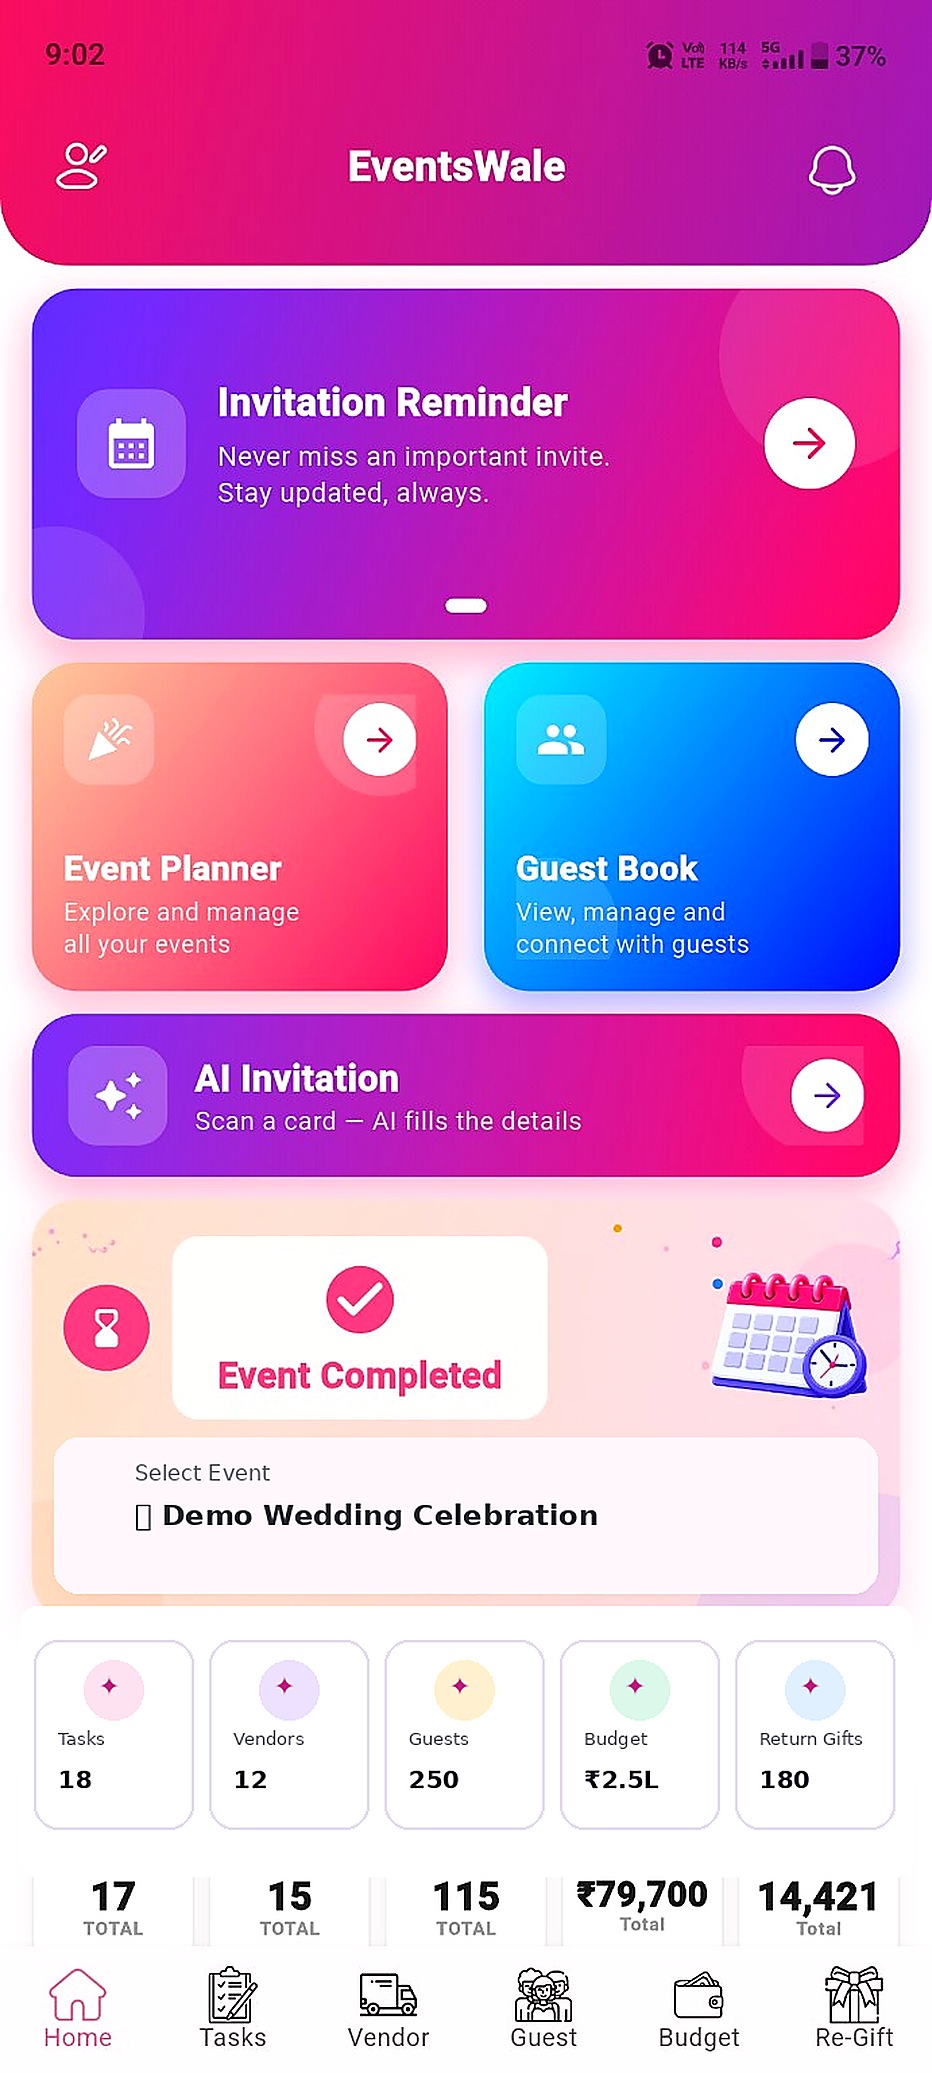 9:02
Vo)) LTE
114 KB/s
5G
37%
EventsWale
Invitation Reminder
Never miss an important invite.
Stay updated, always.
Event Planner
Explore and manage
all your events
Guest Book
View, manage and
connect with guests
AI Invitation
Scan a card — AI fills the details
Event Completed
Select Event
Demo Wedding Celebration
Tasks
18
Vendors
12
Guests
250
Budget
₹2.5L
Return Gifts
180
17
TOTAL
15
TOTAL
115
TOTAL
₹79,700
Total
14,421
Total
Home
Tasks
Vendor
Guest
Budget
Re-Gift